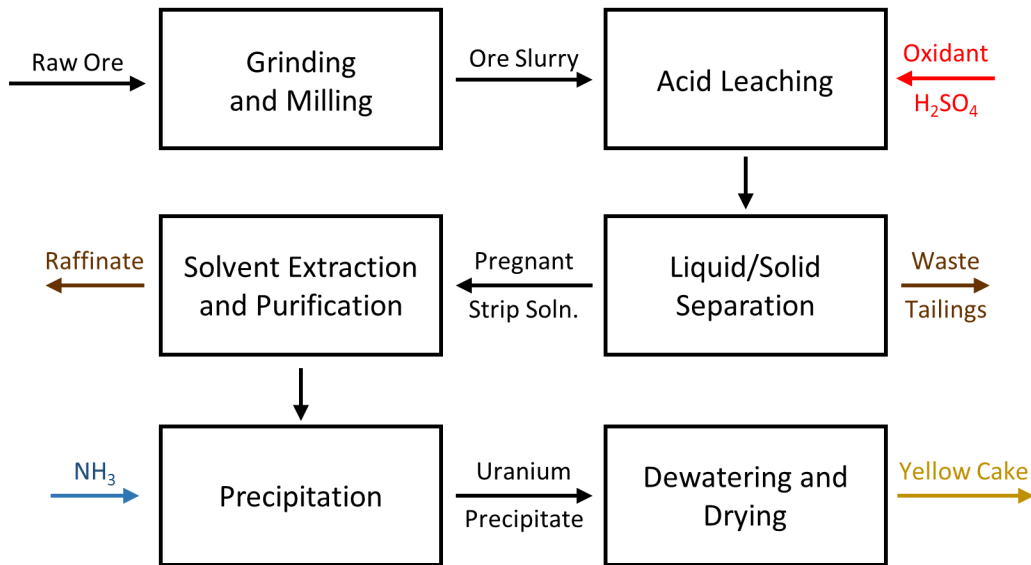 Raw Ore
Grinding
and Milling
Ore Slurry
Acid Leaching
Oxidant
H₂SO₄
Raffinate
Solvent Extraction
and Purification
Pregnant
Strip Soln.
Liquid/Solid
Separation
Waste
Tailings
NH₃
Precipitation
Uranium
Precipitate
Dewatering and
Drying
Yellow Cake